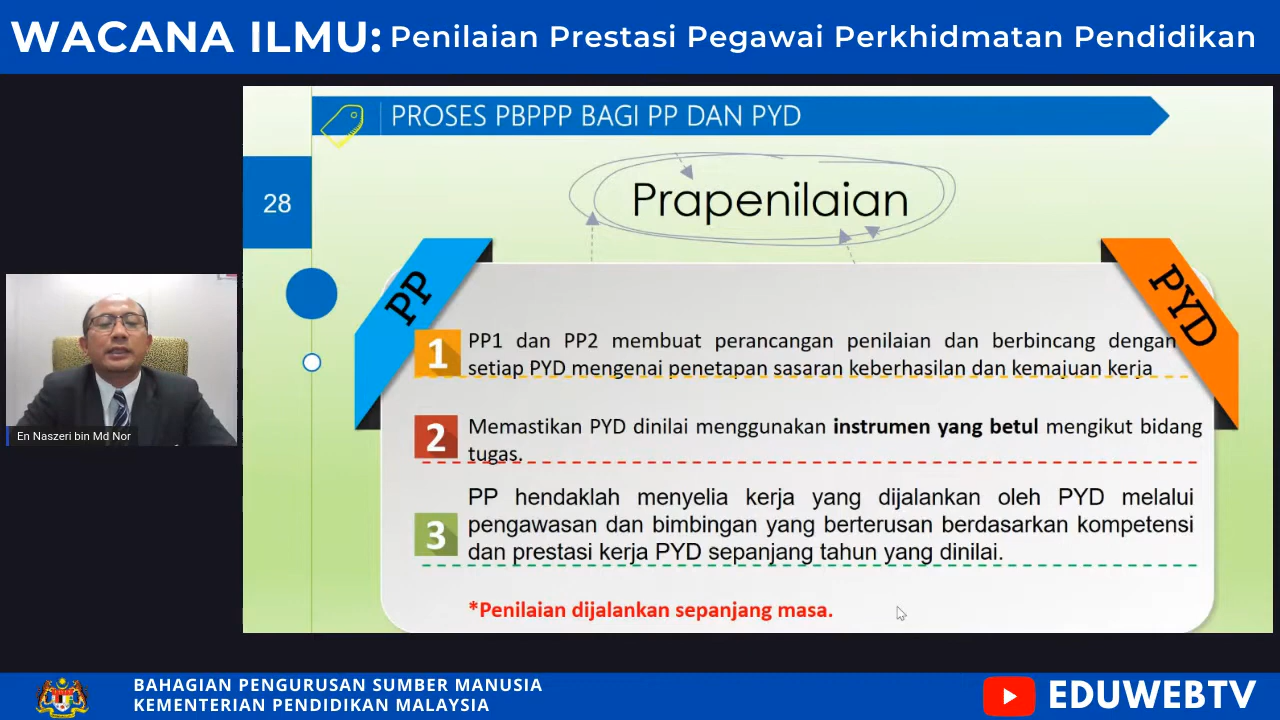 WACANA ILMU: Penilaian Prestasi Pegawai Perkhidmatan Pendidikan
PROSES PBPPP BAGI PP DAN PYD
28
Prapenilaian
PP
PYD
1
PP1 dan PP2 membuat perancangan penilaian dan berbincang dengan
setiap PYD mengenai penetapan sasaran keberhasilan dan kemajuan kerja
2
Memastikan PYD dinilai menggunakan instrumen yang betul mengikut bidang
tugas.
3
PP hendaklah menyelia kerja yang dijalankan oleh PYD melalui
pengawasan dan bimbingan yang berterusan berdasarkan kompetensi
dan prestasi kerja PYD sepanjang tahun yang dinilai.
*Penilaian dijalankan sepanjang masa.
En Naszeri bin Md Nor
BAHAGIAN PENGURUSAN SUMBER MANUSIA
KEMENTERIAN PENDIDIKAN MALAYSIA
EDUWEBTV